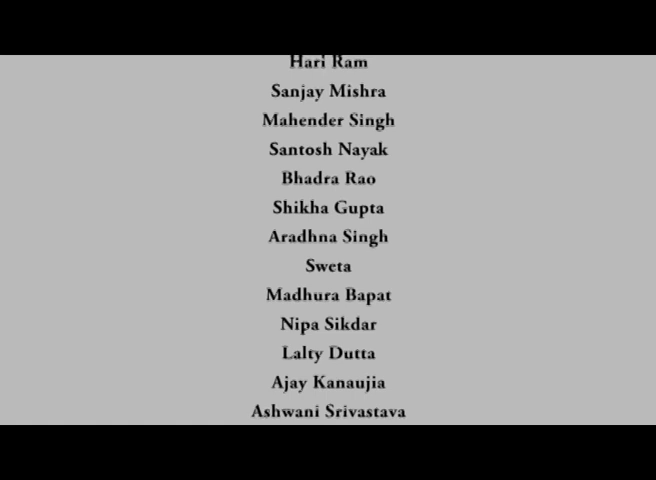 Hari Ram
Sanjay Mishra
Mahender Singh
Santosh Nayak
Bhadra Rao
Shikha Gupta
Aradhna Singh
Sweta
Madhura Bapat
Nipa Sikdar
Lalty Dutta
Ajay Kanaujia
Ashwani Srivastava